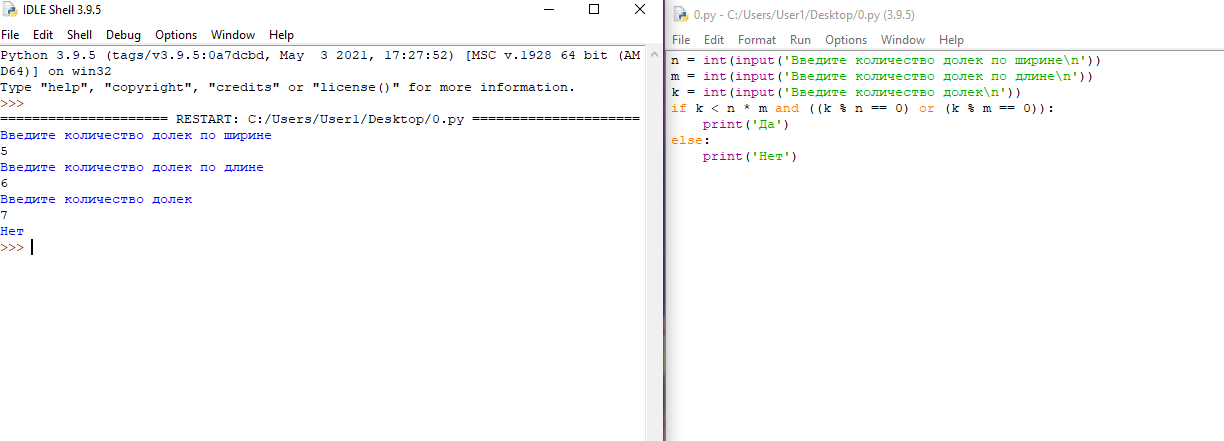 IDLE Shell 3.9.5
File Edit Shell Debug Options Window Help
Python 3.9.5 (tags/v3.9.5:0a7dcbd, May  3 2021, 17:27:52) [MSC v.1928 64 bit (AM
D64)] on win32
Type "help", "copyright", "credits" or "license()" for more information.
>>>
===================== RESTART: C:/Users/User1/Desktop/0.py =====================
Введите количество долек по ширине
5
Введите количество долек по длине
6
Введите количество долек
7
Нет
>>>
0.py - C:/Users/User1/Desktop/0.py (3.9.5)
File Edit Format Run Options Window Help
n = int(input('Введите количество долек по ширине\n'))
m = int(input('Введите количество долек по длине\n'))
k = int(input('Введите количество долек\n'))
if k < n * m and ((k % n == 0) or (k % m == 0)):
    print('Да')
else:
    print('Нет')